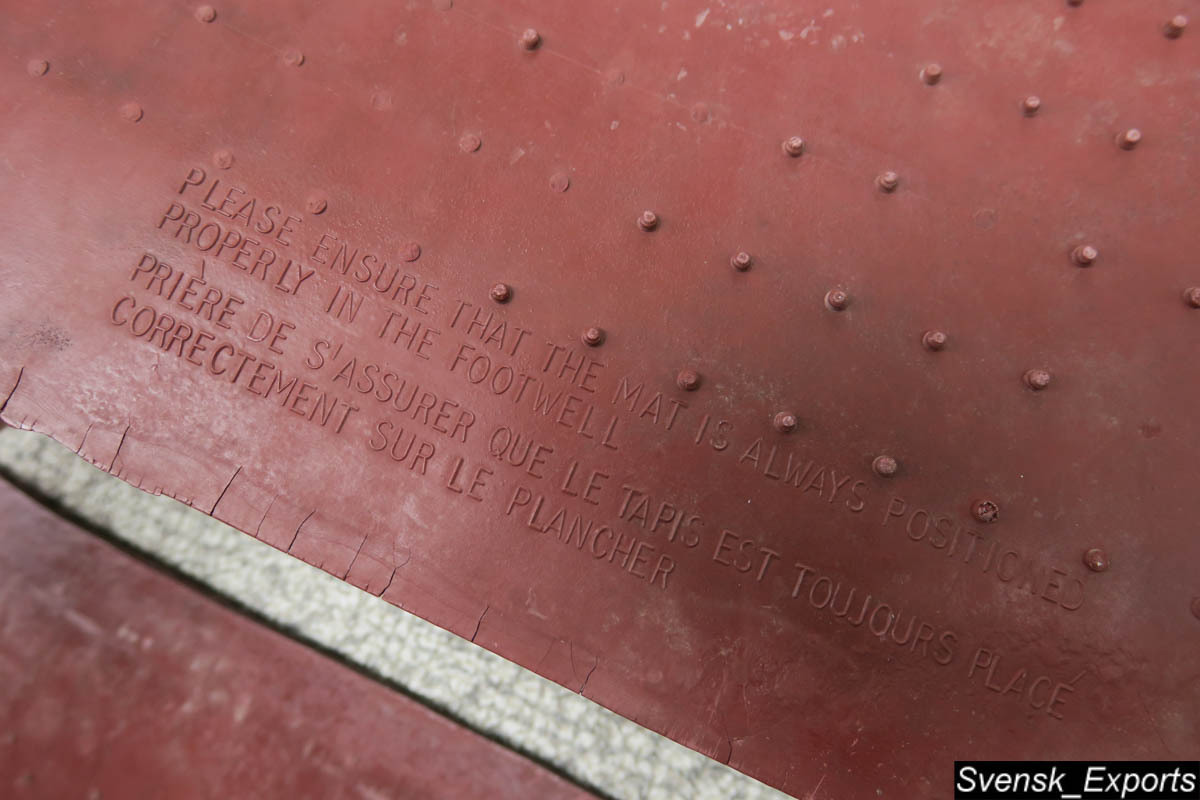 PLEASE ENSURE THAT THE MAT IS ALWAYS POSITIONED
PROPERLY IN THE FOOTWELL
PRIÈRE DE S'ASSURER QUE LE TAPIS EST TOUJOURS PLACÉ
CORRECTEMENT SUR LE PLANCHER
Svensk_Exports